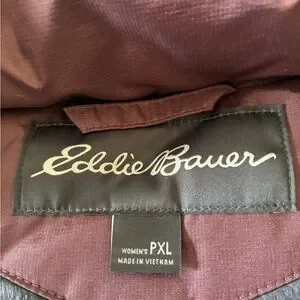 Eddie Bauer
WOMEN'S PXL
MADE IN VIETNAM